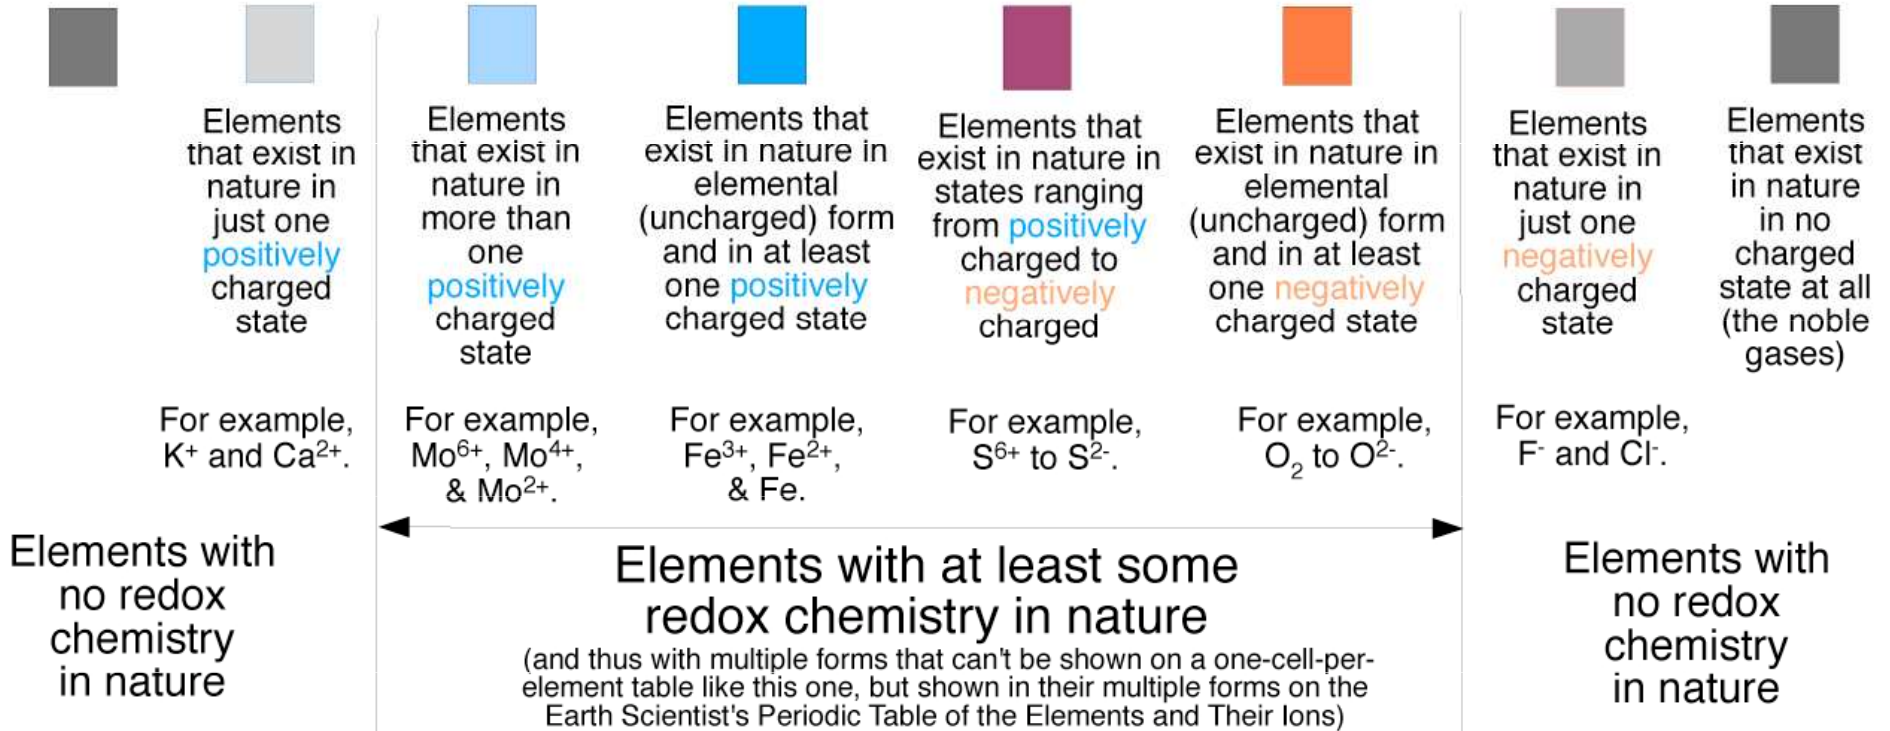 Elements
that exist in
nature in
just one
positively
charged
state
For example,
K+ and Ca2+.
Elements
that exist in
nature in
more than
one
positively
charged
state
For example,
Mo6+, Mo4+,
& Mo2+.
Elements that
exist in nature in
elemental
(uncharged) form
and in at least
one positively
charged state
For example,
Fe3+, Fe2+,
& Fe.
Elements that
exist in nature in
states ranging
from positively
charged to
negatively
charged
For example,
S6+ to S2-.
Elements that
exist in nature in
elemental
(uncharged) form
and in at least
one negatively
charged state
For example,
O2 to O2-.
Elements
that exist in
nature in
just one
negatively
charged
state
For example,
F- and Cl-.
Elements
that exist
in nature
in no
charged
state at all
(the noble
gases)
Elements with
no redox
chemistry
in nature
Elements with at least some
redox chemistry in nature
(and thus with multiple forms that can't be shown on a one-cell-per-
element table like this one, but shown in their multiple forms on the
Earth Scientist's Periodic Table of the Elements and Their Ions)
Elements with
no redox
chemistry
in nature